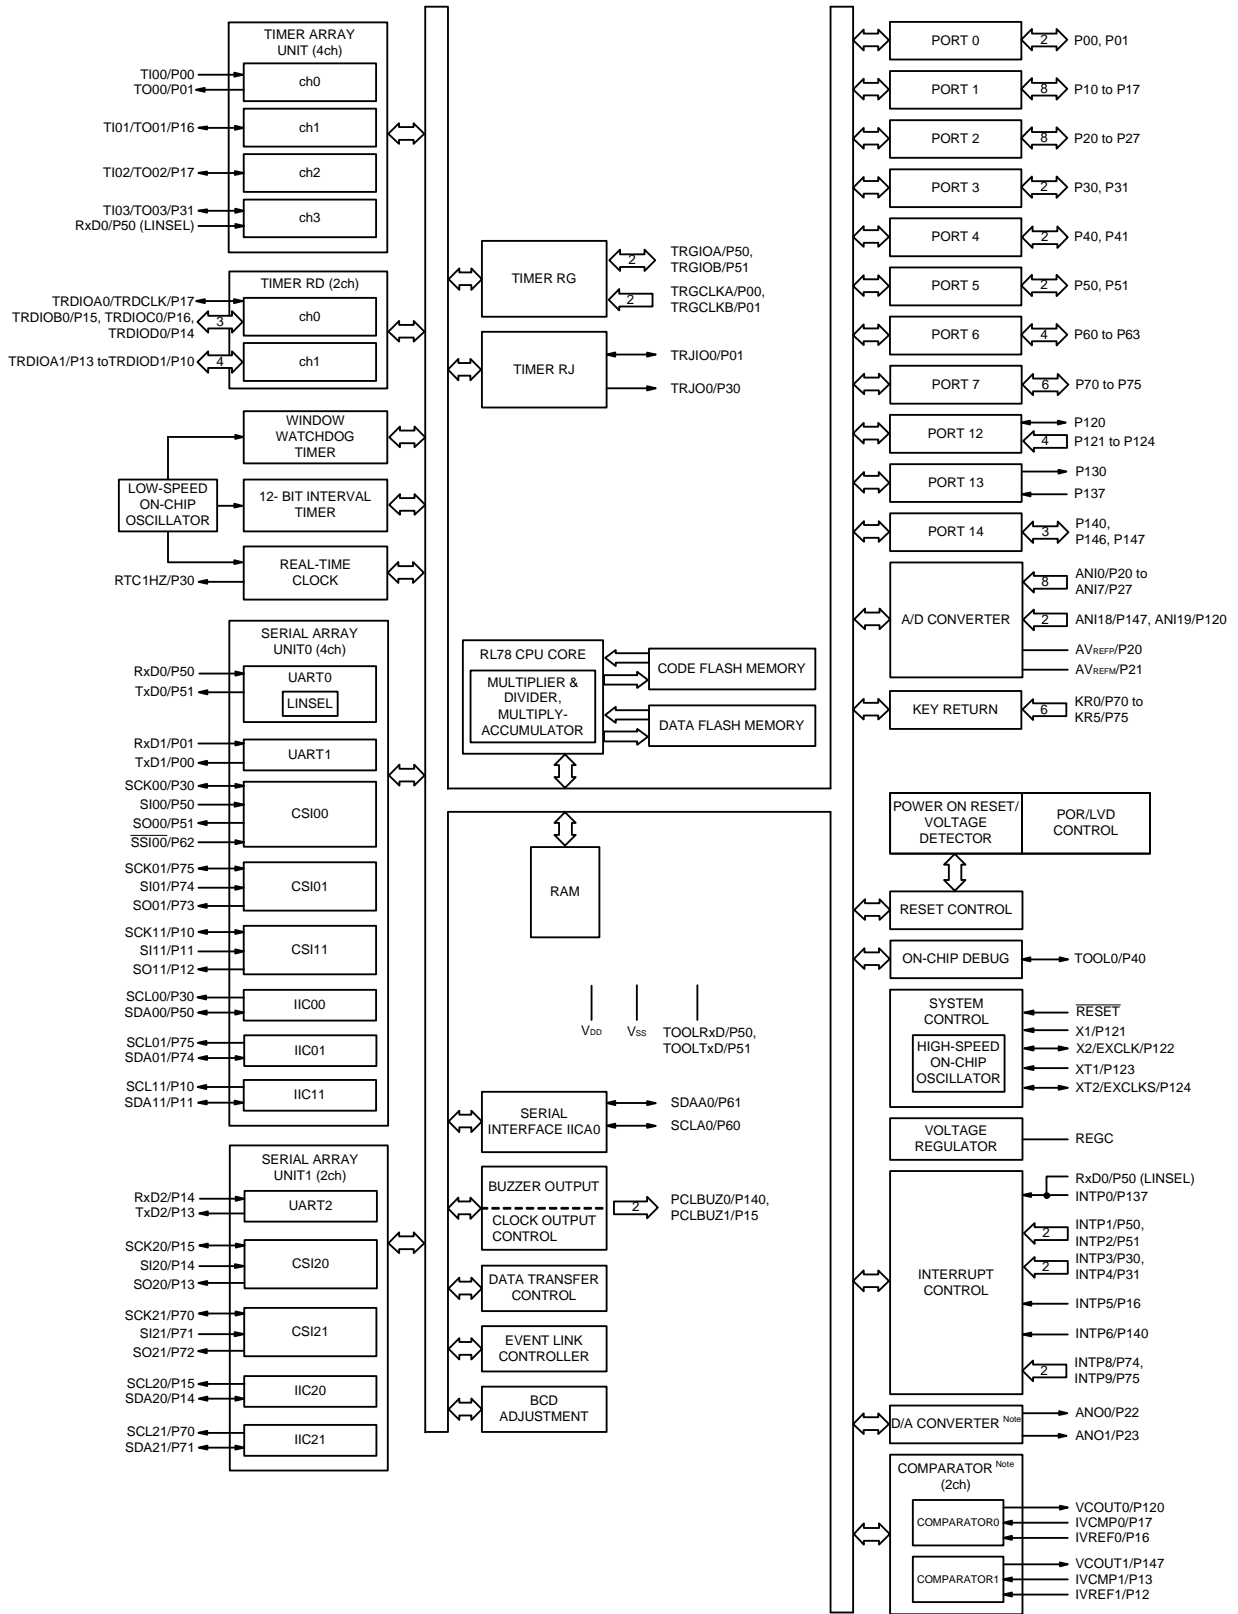 TIMER ARRAY
UNIT (4ch)
TI00/P00
TO00/P01
ch0
TI01/TO01/P16
ch1
TI02/TO02/P17
ch2
TI03/TO03/P31
RxD0/P50 (LINSEL)
ch3
TIMER RD (2ch)
TRDIOA0/TRDCLK/P17
TRDIOB0/P15, TRDIOC0/P16,
TRDIOD0/P14
3
ch0
TRDIOA1/P13 toTRDIOD1/P10
4
ch1
WINDOW
WATCHDOG
TIMER
LOW-SPEED
ON-CHIP
OSCILLATOR
12- BIT INTERVAL
TIMER
RTC1HZ/P30
REAL-TIME
CLOCK
SERIAL ARRAY
UNIT0 (4ch)
RxD0/P50
TxD0/P51
UART0
LINSEL
RxD1/P01
TxD1/P00
UART1
SCK00/P30
SI00/P50
SO00/P51
SSI00/P62
CSI00
SCK01/P75
SI01/P74
SO01/P73
CSI01
SCK11/P10
SI11/P11
SO11/P12
CSI11
SCL00/P30
SDA00/P50
IIC00
SCL01/P75
SDA01/P74
IIC01
SCL11/P10
SDA11/P11
IIC11
SERIAL ARRAY
UNIT1 (2ch)
RxD2/P14
TxD2/P13
UART2
SCK20/P15
SI20/P14
SO20/P13
CSI20
SCK21/P70
SI21/P71
SO21/P72
CSI21
SCL20/P15
SDA20/P14
IIC20
SCL21/P70
SDA21/P71
IIC21
TIMER RG
2
TRGIOA/P50,
TRGIOB/P51
2
TRGCLKA/P00,
TRGCLKB/P01
TIMER RJ
TRJIO0/P01
TRJO0/P30
RL78 CPU CORE
MULTIPLIER &
DIVIDER,
MULTIPLY-
ACCUMULATOR
CODE FLASH MEMORY
DATA FLASH MEMORY
RAM
VDD
VSS
TOOLRxD/P50,
TOOLTxD/P51
SERIAL
INTERFACE IICA0
SDAA0/P61
SCLA0/P60
BUZZER OUTPUT
CLOCK OUTPUT
CONTROL
2
PCLBUZ0/P140,
PCLBUZ1/P15
DATA TRANSFER
CONTROL
EVENT LINK
CONTROLLER
BCD
ADJUSTMENT
PORT 0
2
P00, P01
PORT 1
8
P10 to P17
PORT 2
8
P20 to P27
PORT 3
2
P30, P31
PORT 4
2
P40, P41
PORT 5
2
P50, P51
PORT 6
4
P60 to P63
PORT 7
6
P70 to P75
PORT 12
P120
4
P121 to P124
PORT 13
P130
P137
PORT 14
3
P140,
P146, P147
A/D CONVERTER
8
ANI0/P20 to
ANI7/P27
2
ANI18/P147, ANI19/P120
AVREFP/P20
AVREFM/P21
KEY RETURN
6
KR0/P70 to
KR5/P75
POWER ON RESET/
VOLTAGE
DETECTOR
POR/LVD
CONTROL
RESET CONTROL
ON-CHIP DEBUG
TOOL0/P40
SYSTEM
CONTROL
HIGH-SPEED
ON-CHIP
OSCILLATOR
RESET
X1/P121
X2/EXCLK/P122
XT1/P123
XT2/EXCLKS/P124
VOLTAGE
REGULATOR
REGC
INTERRUPT
CONTROL
RxD0/P50 (LINSEL)
INTP0/P137
2
INTP1/P50,
INTP2/P51
2
INTP3/P30,
INTP4/P31
INTP5/P16
INTP6/P140
2
INTP8/P74,
INTP9/P75
D/A CONVERTER Note
ANO0/P22
ANO1/P23
COMPARATOR Note
(2ch)
COMPARATOR0
VCOUT0/P120
IVCMP0/P17
IVREF0/P16
COMPARATOR1
VCOUT1/P147
IVCMP1/P13
IVREF1/P12